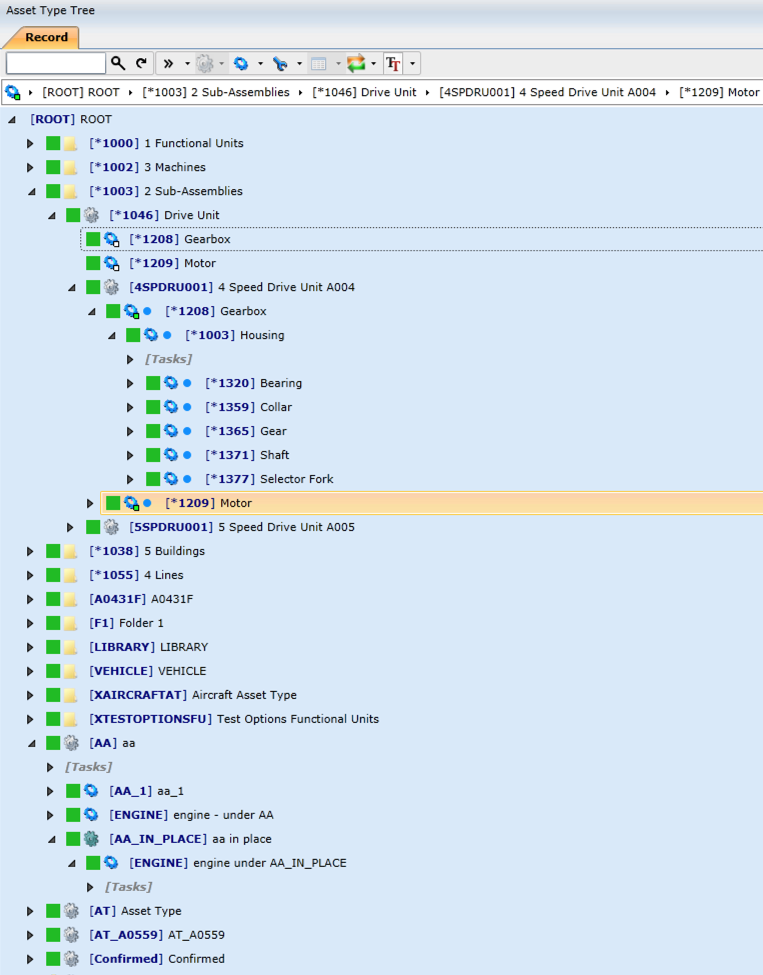 Asset Type Tree
Record
[ROOT] ROOT [*1003] 2 Sub-Assemblies [*1046] Drive Unit [4SPDRU001] 4 Speed Drive Unit A004 [*1209] Motor
[ROOT] ROOT
[*1000] 1 Functional Units
[*1002] 3 Machines
[*1003] 2 Sub-Assemblies
[*1046] Drive Unit
[*1208] Gearbox
[*1209] Motor
[4SPDRU001] 4 Speed Drive Unit A004
[*1208] Gearbox
[*1003] Housing
[Tasks]
[*1320] Bearing
[*1359] Collar
[*1365] Gear
[*1371] Shaft
[*1377] Selector Fork
[*1209] Motor
[5SPDRU001] 5 Speed Drive Unit A005
[*1038] 5 Buildings
[*1055] 4 Lines
[A0431F] A0431F
[F1] Folder 1
[LIBRARY] LIBRARY
[VEHICLE] VEHICLE
[XAIRCRAFTAT] Aircraft Asset Type
[XTESTOPTIONSFU] Test Options Functional Units
[AA] aa
[Tasks]
[AA_1] aa_1
[ENGINE] engine - under AA
[AA_IN_PLACE] aa in place
[ENGINE] engine under AA_IN_PLACE
[Tasks]
[AT] Asset Type
[AT_A0559] AT_A0559
[Confirmed] Confirmed